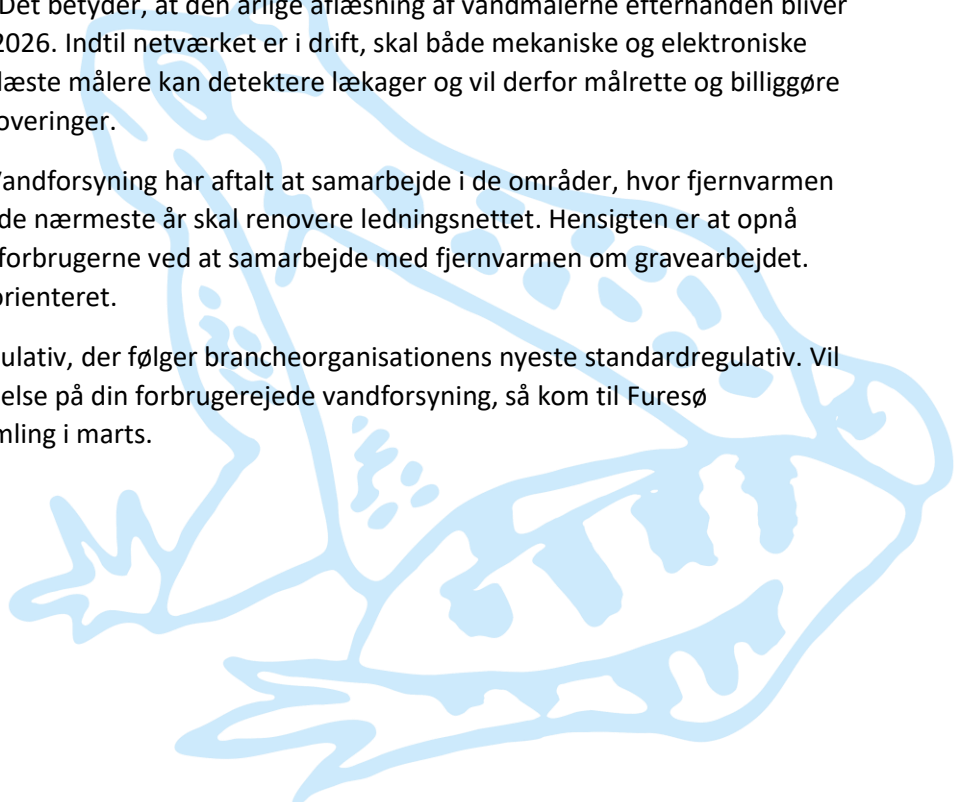 Det betyder, at den årlige aflæsning af vandmålerne efterhånden bliver
2026. Indtil netværket er i drift, skal både mekaniske og elektroniske
læste målere kan detektere lækager og vil derfor målrette og billiggøre
overinger.
Vandforsyning har aftalt at samarbejde i de områder, hvor fjernvarmen
de nærmeste år skal renovere ledningsnettet. Hensigten er at opnå
forbrugerne ved at samarbejde med fjernvarmen om gravearbejdet.
orienteret.
ulativ, der følger brancheorganisationens nyeste standardregulativ. Vil
else på din forbrugerejede vandforsyning, så kom til Furesø
mling i marts.